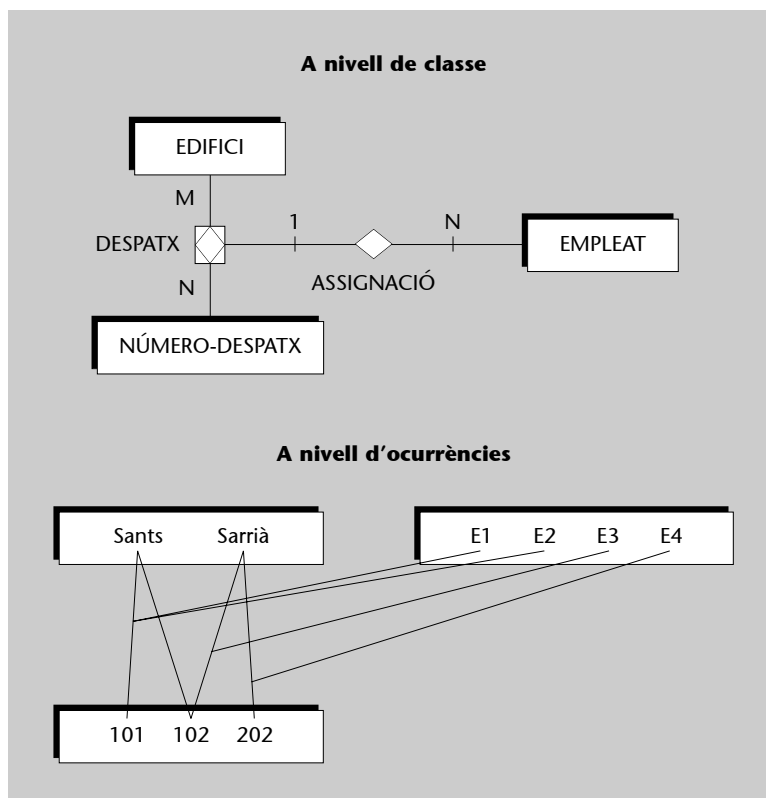 A nivell de classe
EDIFICI
M
1
N
DESPATX
EMPLEAT
N
ASSIGNACIÓ
NÚMERO-DESPATX
A nivell d’ocurrències
Sants Sarrià
E1 E2 E3 E4
101 102 202